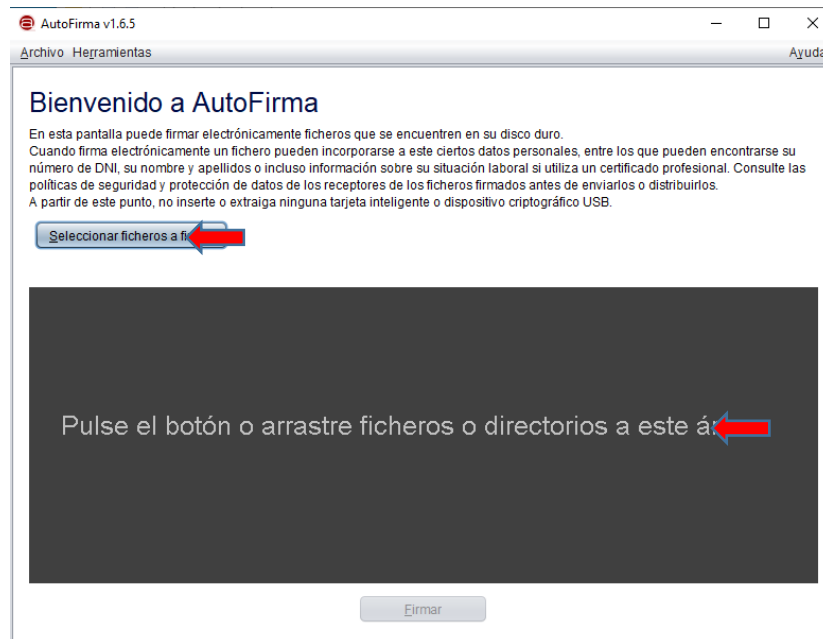 AutoFirma v1.6.5
Archivo Herramientas
Ayuda
Bienvenido a AutoFirma
En esta pantalla puede firmar electrónicamente ficheros que se encuentren en su disco duro.
Cuando firma electrónicamente un fichero pueden incorporarse a este ciertos datos personales, entre los que pueden encontrarse su
número de DNI, su nombre y apellidos o incluso información sobre su situación laboral si utiliza un certificado profesional. Consulte las
políticas de seguridad y protección de datos de los receptores de los ficheros firmados antes de enviarlos o distribuirlos.
A partir de este punto, no inserte o extraiga ninguna tarjeta inteligente o dispositivo criptográfico USB.
Seleccionar ficheros a
Pulse el botón o arrastre ficheros o directorios a este
Firmar